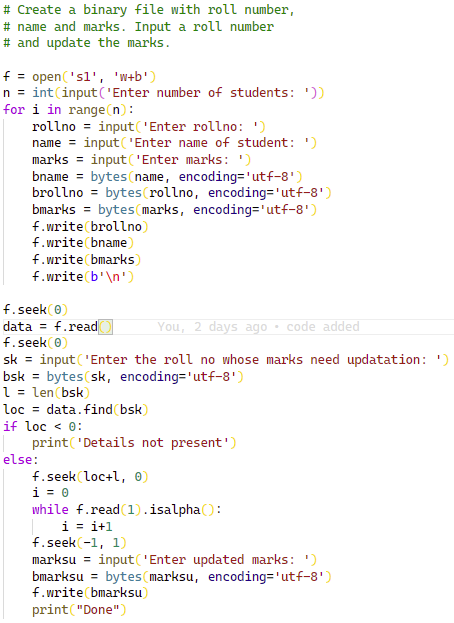 # Create a binary file with roll number,
# name and marks. Input a roll number
# and update the marks.

f = open('s1', 'w+b')
n = int(input('Enter number of students: '))
for i in range(n):
    rollno = input('Enter rollno: ')
    name = input('Enter name of student: ')
    marks = input('Enter marks: ')
    bname = bytes(name, encoding='utf-8')
    brollno = bytes(rollno, encoding='utf-8')
    bmarks = bytes(marks, encoding='utf-8')
    f.write(brollno)
    f.write(bname)
    f.write(bmarks)
    f.write(b'\n')

f.seek(0)
data = f.read()      You, 2 days ago • code added
f.seek(0)
sk = input('Enter the roll no whose marks need updatation: ')
bsk = bytes(sk, encoding='utf-8')
l = len(bsk)
loc = data.find(bsk)
if loc < 0:
    print('Details not present')
else:
    f.seek(loc+l, 0)
    i = 0
    while f.read(1).isalpha():
        i = i+1
    f.seek(-1, 1)
    marksu = input('Enter updated marks: ')
    bmarksu = bytes(marksu, encoding='utf-8')
    f.write(bmarksu)
    print("Done")